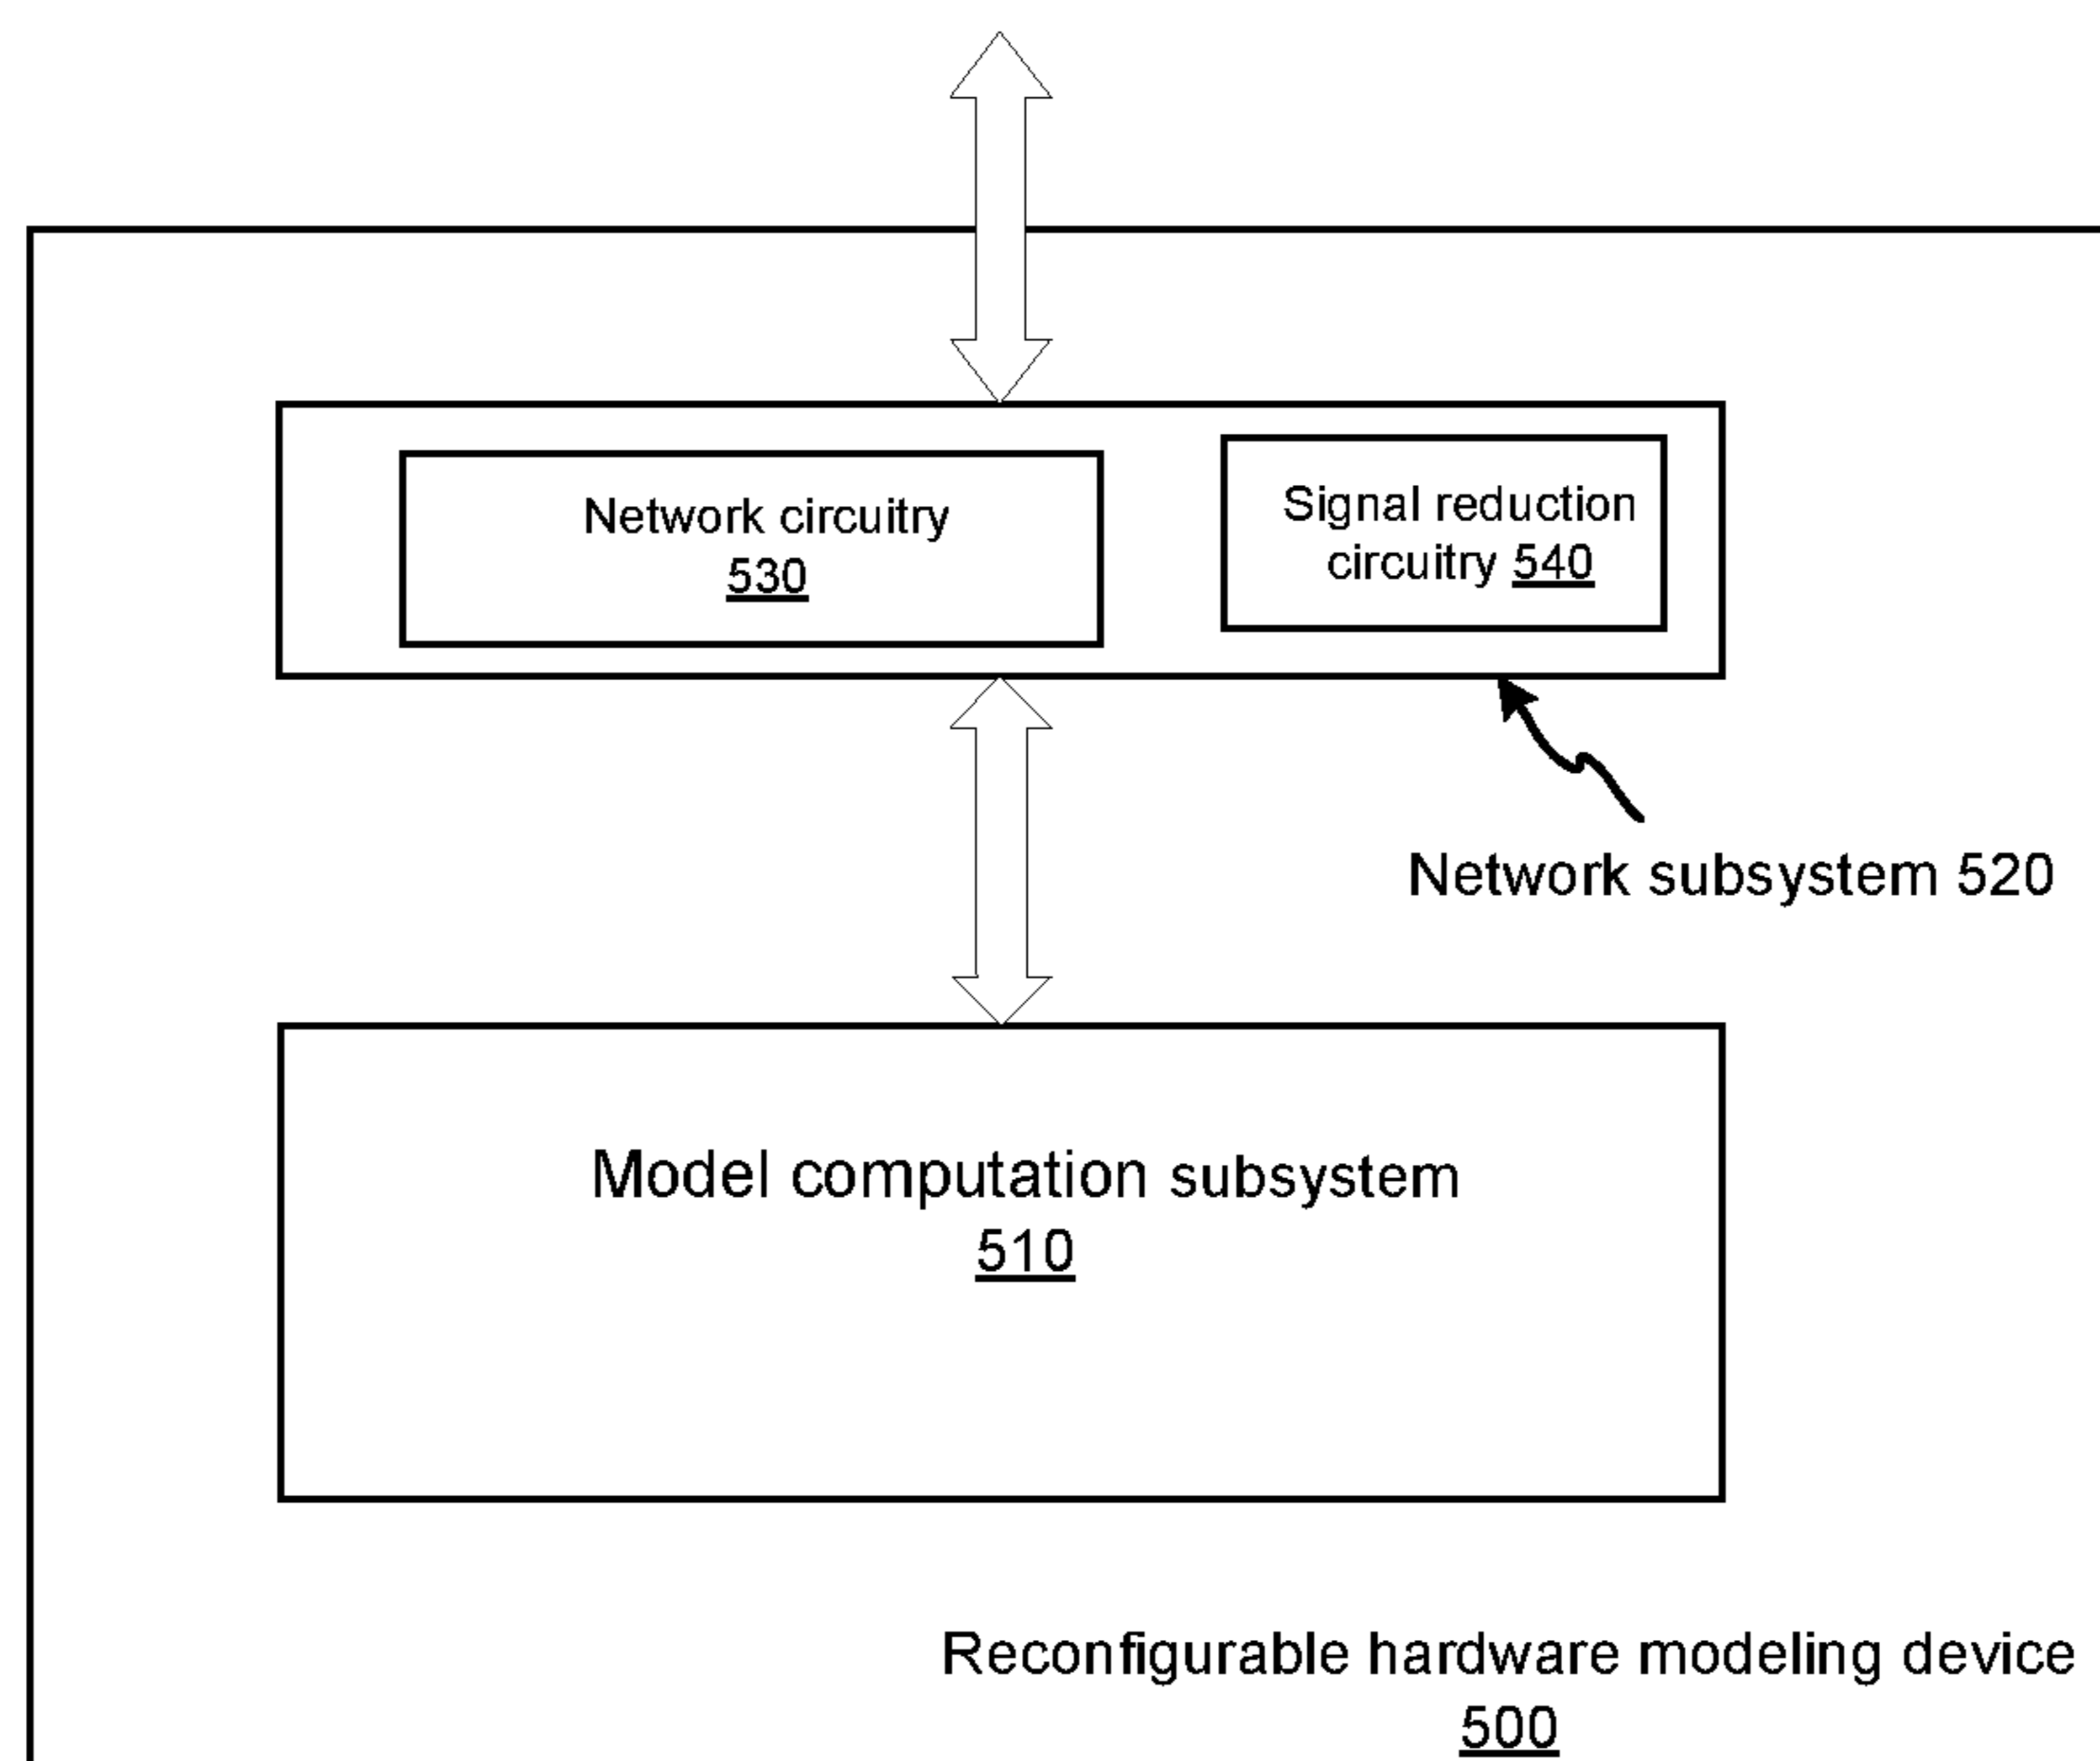 Network circuitry
530
Signal reduction
circuitry 540
Network subsystem 520
Model computation subsystem
510
Reconfigurable hardware modeling device
500